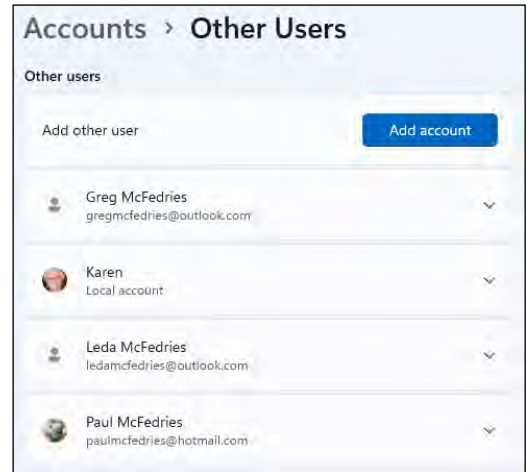 Accounts > Other Users
Other users
Add other user
Add account
Greg McFedries
gregmcfedries@outlook.com
Karen
Local account
Leda McFedries
ledamcfedries@outlook.com
Paul McFedries
paulmcfedries@hotmail.com